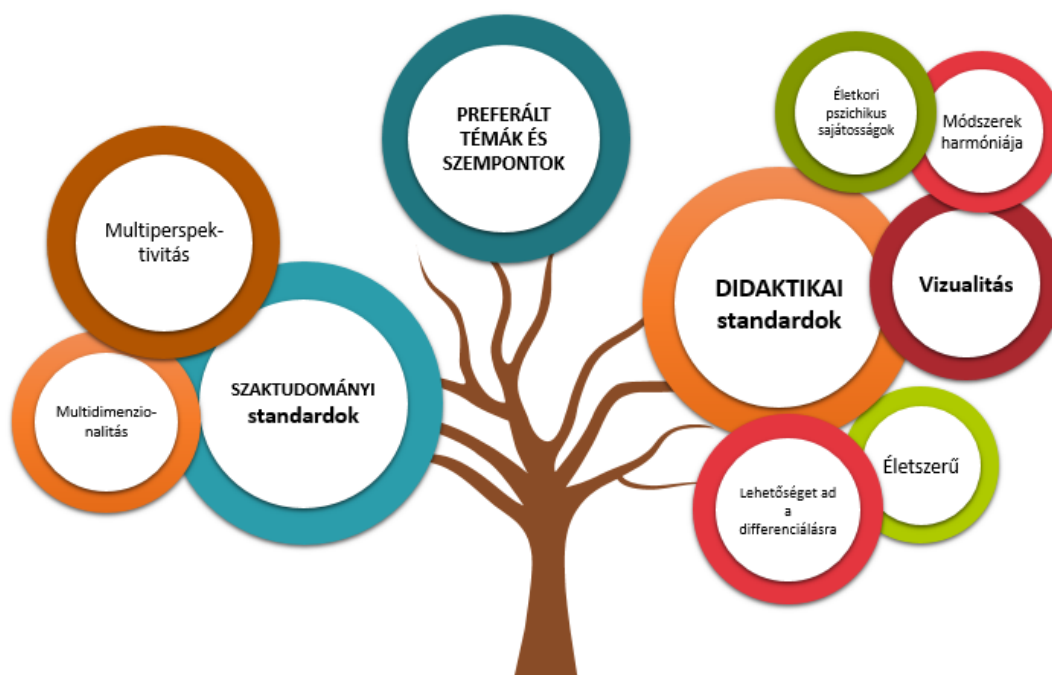 PREFERÁLT
TÉMÁK ÉS
SZEMPONTOK
Multiperspek-
tivitás
Multidimenzio-
nalitás
SZAKTUDOMÁNYI
standardok
DIDAKTIKAI
standardok
Életkori
pszichikus
sajátosságok
Módszerek
harmóniája
Vizualitás
Életszerű
Lehetőséget ad
a
differenciálásra